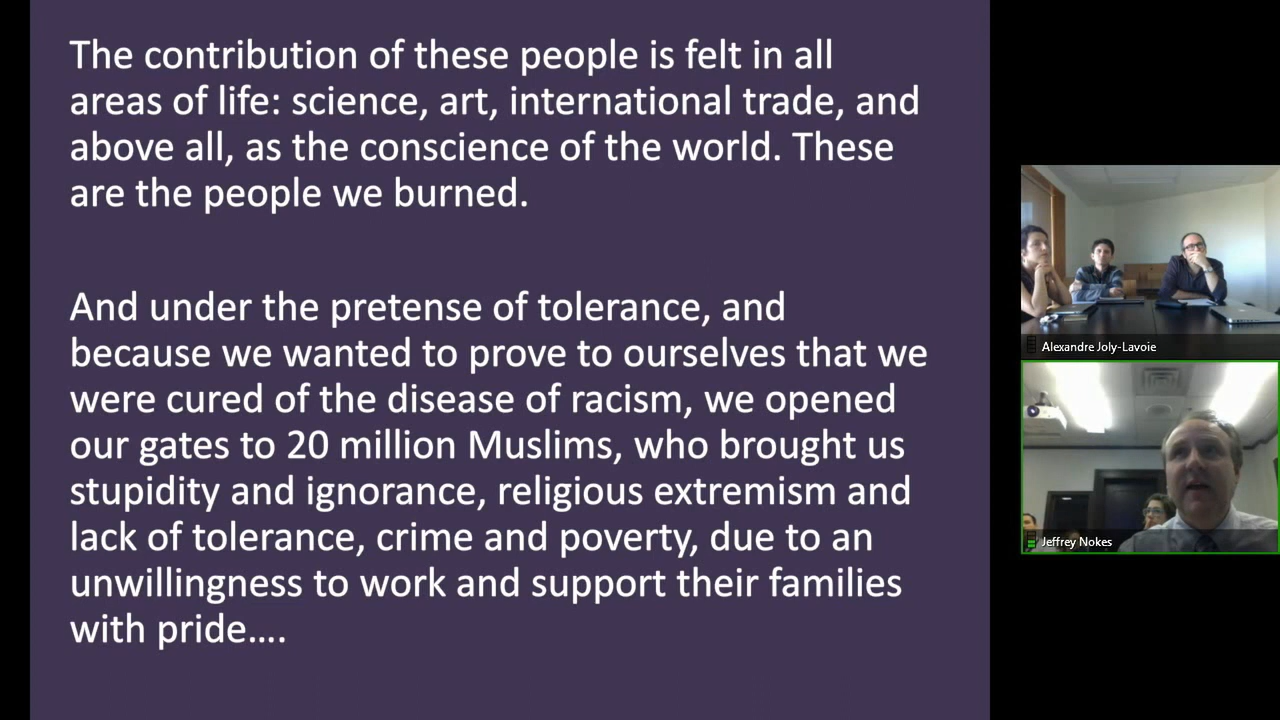 The contribution of these people is felt in all
areas of life: science, art, international trade, and
above all, as the conscience of the world. These
are the people we burned.
And under the pretense of tolerance, and
because we wanted to prove to ourselves that we
were cured of the disease of racism, we opened
our gates to 20 million Muslims, who brought us
stupidity and ignorance, religious extremism and
lack of tolerance, crime and poverty, due to an
unwillingness to work and support their families
with pride....
Alexandre Joly-Lavoie
Jeffrey Nokes